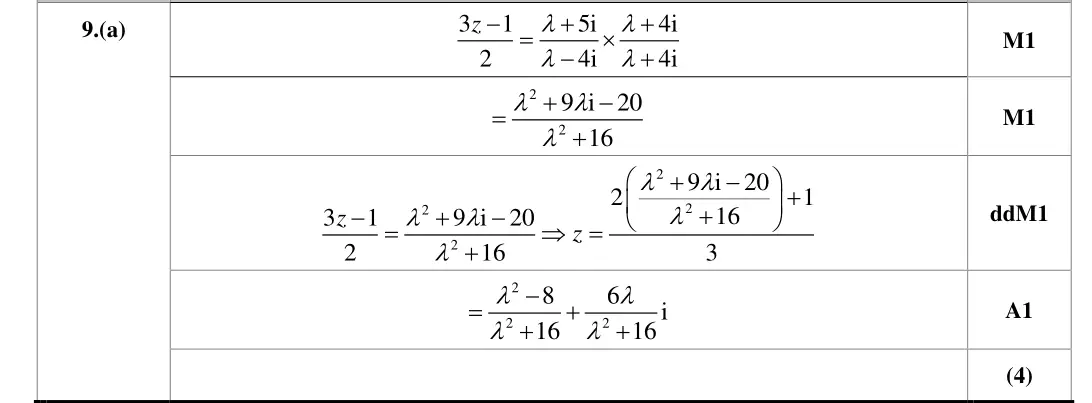 9.(a)
(3z − 1)/2 = (λ + 5i)/(λ − 4i) × (λ + 4i)/(λ + 4i) M1
= (λ² + 9λi − 20)/(λ² + 16) M1
(3z − 1)/2 = (λ² + 9λi − 20)/(λ² + 16) ⇒ z = (2((λ² + 9λi − 20)/(λ² + 16)) + 1)/3 ddM1
= (λ² − 8)/(λ² + 16) + (6λ)/(λ² + 16) i A1
(4)